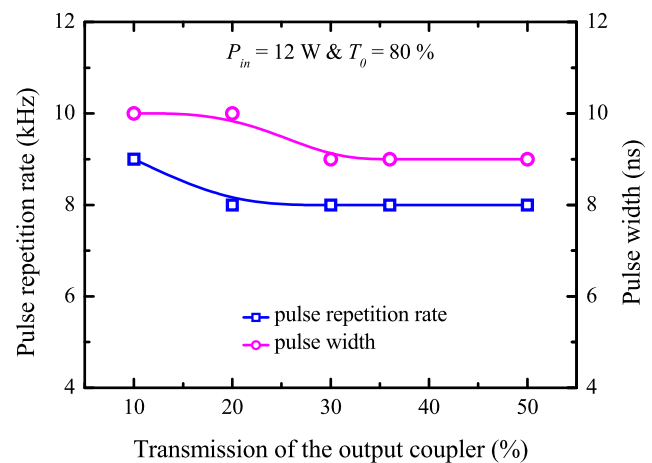 P_in = 12 W & T_0 = 80 %
12
10
8
6
4
Pulse repetition rate (kHz)
12
10
8
6
4
Pulse width (ns)
pulse repetition rate
pulse width
10 20 30 40 50
Transmission of the output coupler (%)